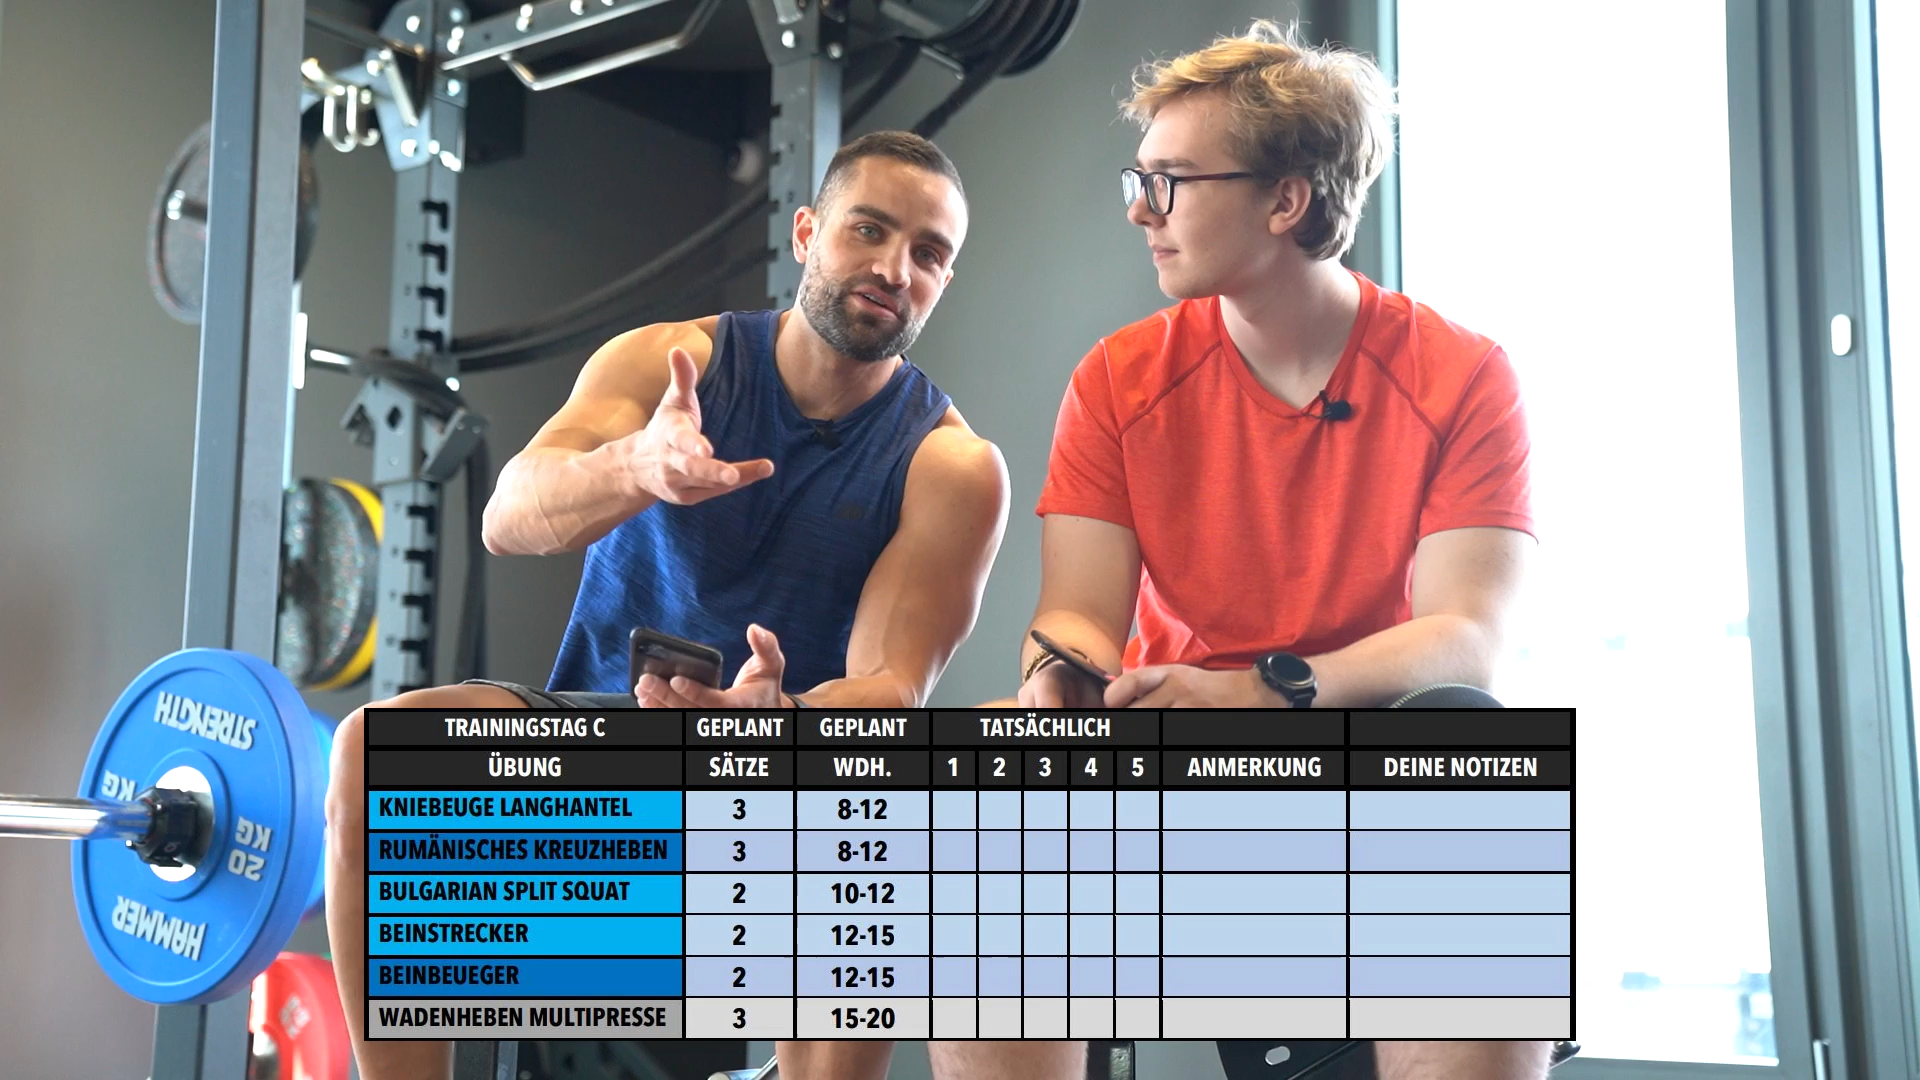 STRENGTH
KG
20
KG
HAMMER
TRAININGSTAG C GEPLANT GEPLANT TATSÄCHLICH
ÜBUNG SÄTZE WDH. 1 2 3 4 5 ANMERKUNG DEINE NOTIZEN
KNIEBEUGE LANGHANTEL 3 8-12
RUMÄNISCHES KREUZHEBEN 3 8-12
BULGARIAN SPLIT SQUAT 2 10-12
BEINSTRECKER 2 12-15
BEINBEUEGER 2 12-15
WADENHEBEN MULTIPRESSE 3 15-20